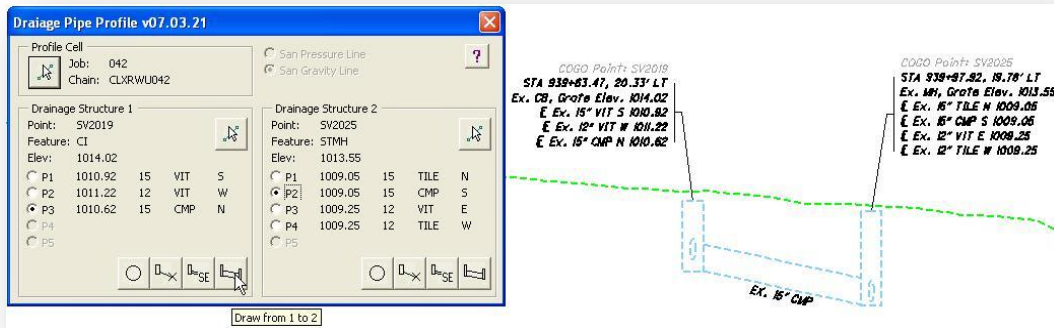 Draiage Pipe Profile v07.03.21
Profile Cell
Job: 042
Chain: CLXRWU042
San Pressure Line
San Gravity Line
?
Drainage Structure 1
Point: SV2019
Feature: CI
Elev: 1014.02
P1 1010.92 15 VIT S
P2 1011.22 12 VIT W
P3 1010.62 15 CMP N
P4
P5
SE
Drainage Structure 2
Point: SV2025
Feature: STMH
Elev: 1013.55
P1 1009.05 15 TILE N
P2 1009.05 15 CMP S
P3 1009.25 12 VIT E
P4 1009.25 12 TILE W
P5
SE
Draw from 1 to 2
COGO Point: SV2019
STA 939+63.47, 20.33' LT
Ex. CB, Grate Elev. 1014.02
℄ Ex. 15" VIT S 1010.92
℄ Ex. 12" VIT W 1011.22
℄ Ex. 15" CMP N 1010.62
COGO Point: SV2025
STA 939+97.92, 19.78' LT
Ex. MH, Grate Elev. 1013.55
℄ Ex. 15" TILE N 1009.05
℄ Ex. 15" CMP S 1009.05
℄ Ex. 12" VIT E 1009.25
℄ Ex. 12" TILE W 1009.25
EX. 15" CMP